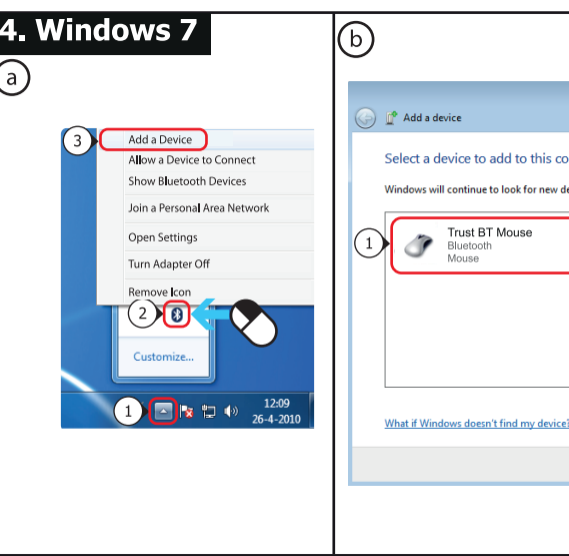 4. Windows 7
a
3
Add a Device
Allow a Device to Connect
Show Bluetooth Devices
Join a Personal Area Network
Open Settings
Turn Adapter Off
Remove Icon
2
Customize...
1
12:09
26-4-2010
b
Add a device
Select a device to add to this co
Windows will continue to look for new de
1
Trust BT Mouse
Bluetooth
Mouse
What if Windows doesn't find my device?